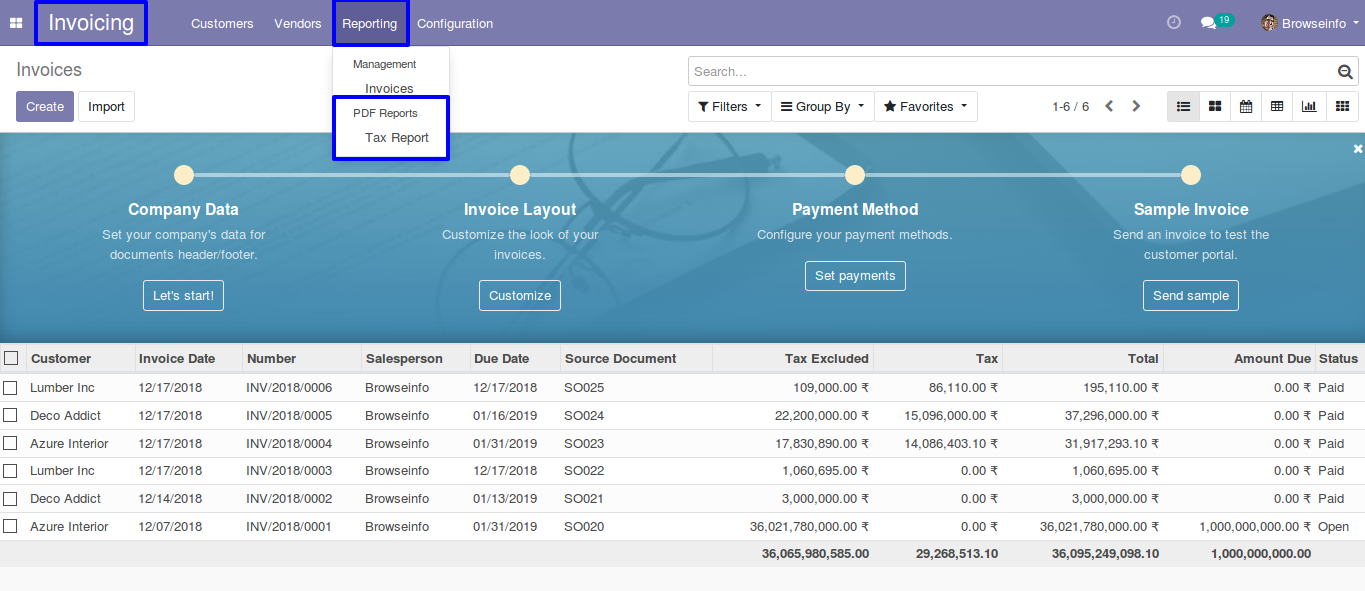 Invoicing Customers Vendors Reporting Configuration 19 Browseinfo
Invoices
Search...
Management
Invoices
PDF Reports
Tax Report
Create Import
Filters Group By Favorites 1-6 / 6
Company Data Invoice Layout Payment Method Sample Invoice
Set your company's data for Customize the look of your Configure your payment methods. Send an invoice to test the
documents header/footer. invoices. customer portal.
Let's start! Customize Set payments Send sample
Customer Invoice Date Number Salesperson Due Date Source Document Tax Excluded Tax Total Amount Due Status
Lumber Inc 12/17/2018 INV/2018/0006 Browseinfo 12/17/2018 SO025 109,000.00 ₹ 86,110.00 ₹ 195,110.00 ₹ 0.00 ₹ Paid
Deco Addict 12/17/2018 INV/2018/0005 Browseinfo 01/16/2019 SO024 22,200,000.00 ₹ 15,096,000.00 ₹ 37,296,000.00 ₹ 0.00 ₹ Paid
Azure Interior 12/17/2018 INV/2018/0004 Browseinfo 01/31/2019 SO023 17,830,890.00 ₹ 14,086,403.10 ₹ 31,917,293.10 ₹ 0.00 ₹ Paid
Lumber Inc 12/17/2018 INV/2018/0003 Browseinfo 12/17/2018 SO022 1,060,695.00 ₹ 0.00 ₹ 1,060,695.00 ₹ 0.00 ₹ Paid
Deco Addict 12/14/2018 INV/2018/0002 Browseinfo 01/13/2019 SO021 3,000,000.00 ₹ 0.00 ₹ 3,000,000.00 ₹ 0.00 ₹ Paid
Azure Interior 12/07/2018 INV/2018/0001 Browseinfo 01/31/2019 SO020 36,021,780,000.00 ₹ 0.00 ₹ 36,021,780,000.00 ₹ 1,000,000,000.00 ₹ Open
36,065,980,585.00 29,268,513.10 36,095,249,098.10 1,000,000,000.00